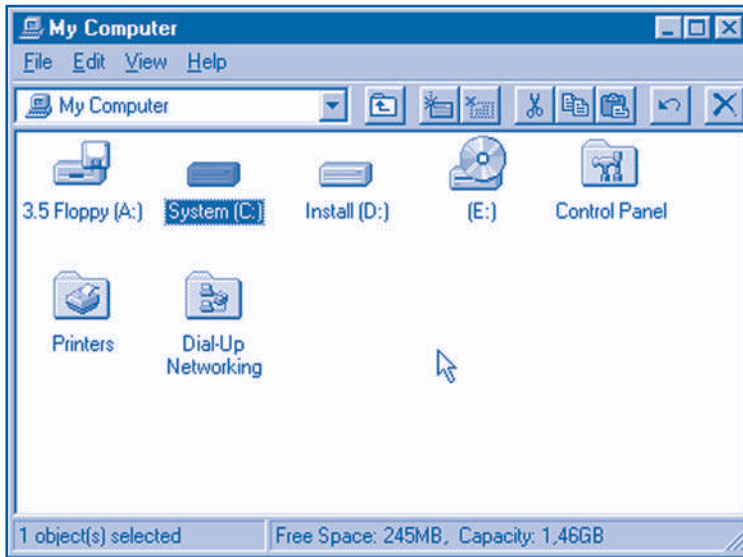 My Computer
File Edit View Help
My Computer
3.5 Floppy (A:) System (C:) Install (D:) (E:) Control Panel
Printers Dial-Up
Networking
1 object(s) selected Free Space: 245MB, Capacity: 1,46GB